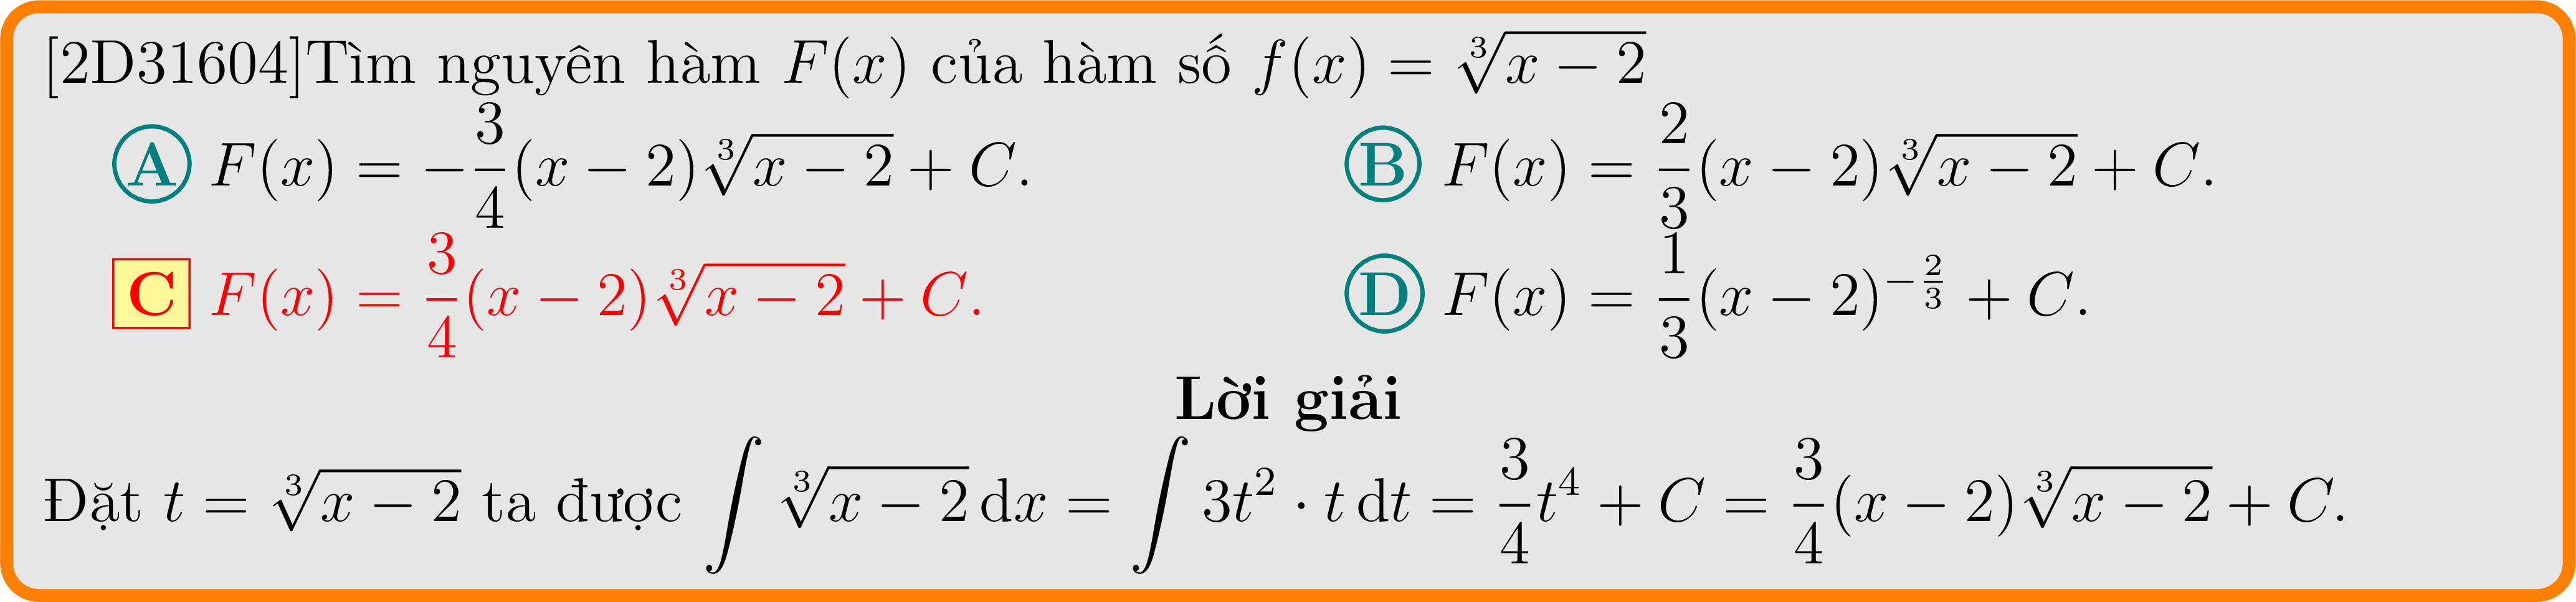 [2D31604]Tìm nguyên hàm $F(x)$ của hàm số $f(x) = \sqrt[3]{x-2}$
A $F(x) = -\frac{3}{4}(x-2)\sqrt[3]{x-2} + C.$ B $F(x) = \frac{2}{3}(x-2)\sqrt[3]{x-2} + C.$
C $F(x) = \frac{3}{4}(x-2)\sqrt[3]{x-2} + C.$ D $F(x) = \frac{1}{3}(x-2)^{-\frac{2}{3}} + C.$
Lời giải
Đặt $t = \sqrt[3]{x-2}$ ta được $\int \sqrt[3]{x-2}\,\mathrm{d}x = \int 3t^2 \cdot t\,\mathrm{d}t = \frac{3}{4}t^4 + C = \frac{3}{4}(x-2)\sqrt[3]{x-2} + C.$